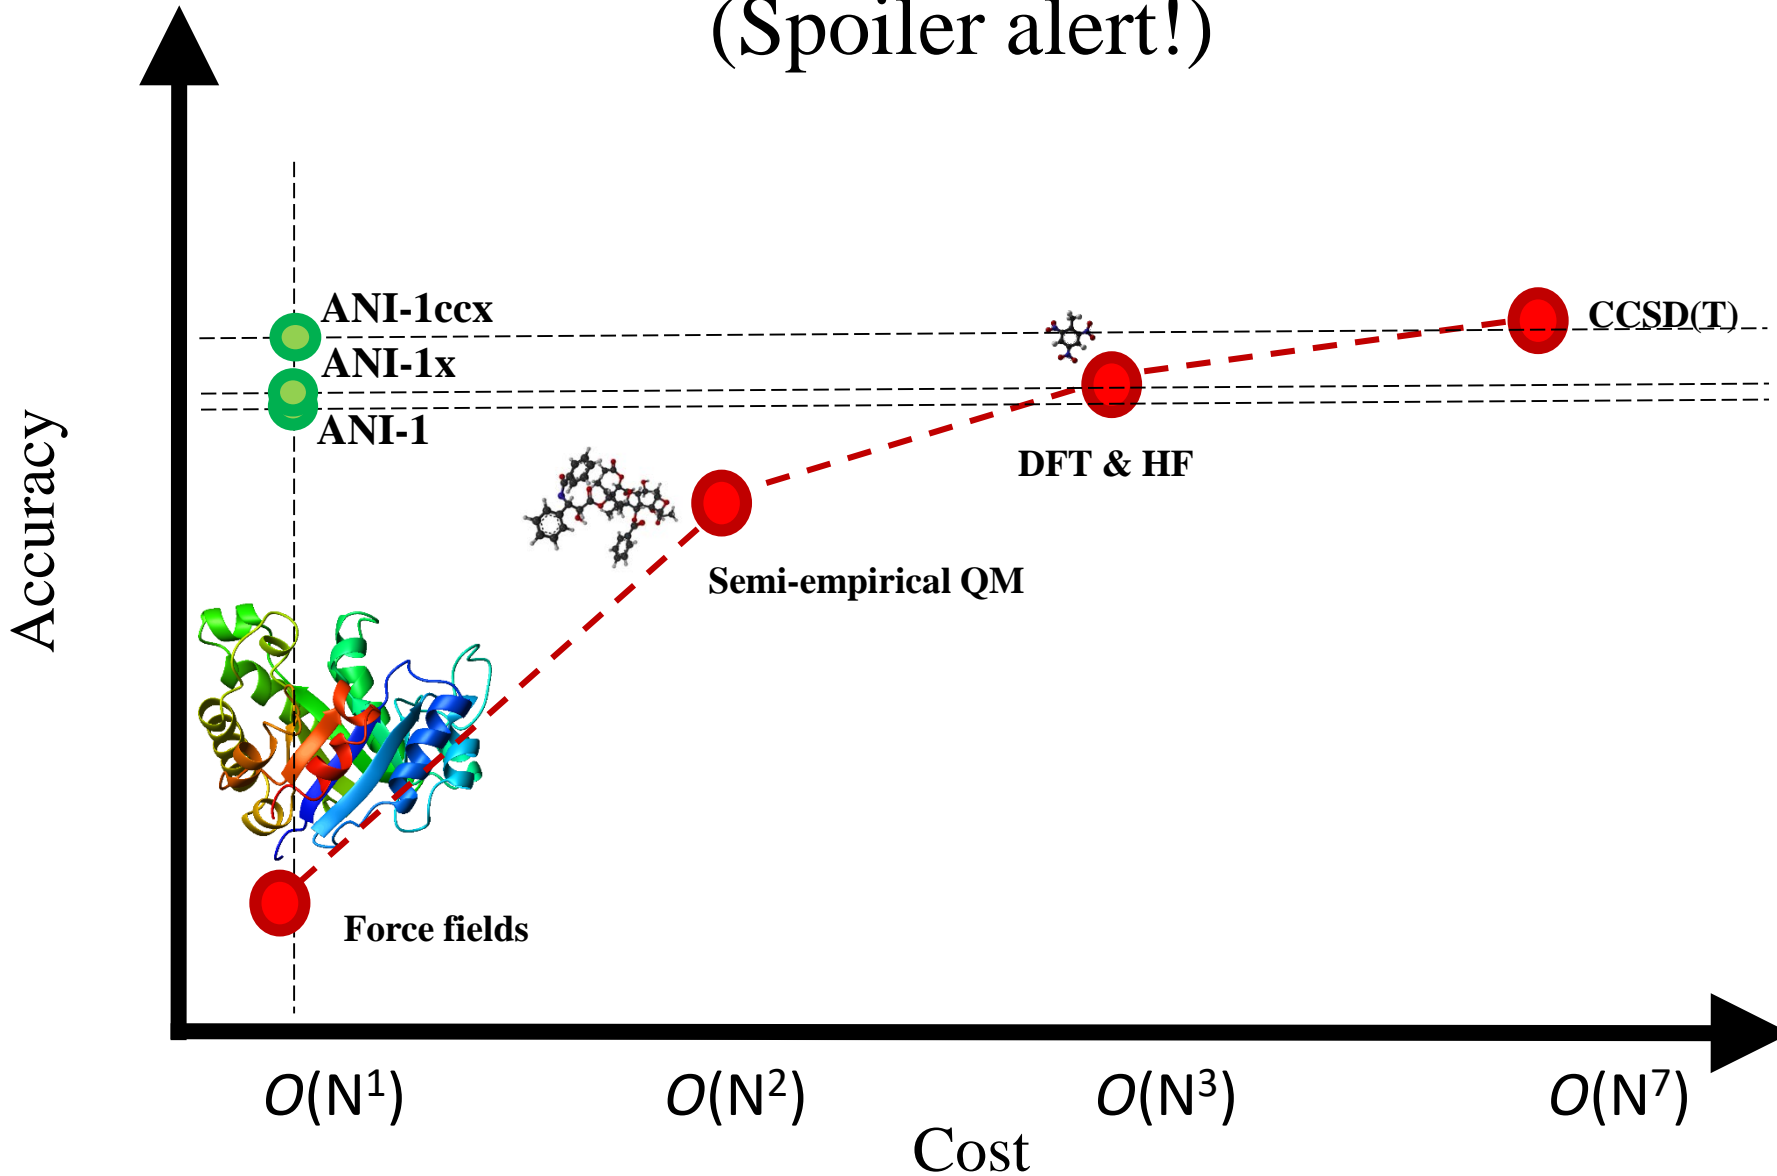 (Spoiler alert!)
Accuracy
ANI-1ccx
ANI-1x
ANI-1
CCSD(T)
DFT & HF
Semi-empirical QM
Force fields
O(N¹)
O(N²)
O(N³)
O(N⁷)
Cost